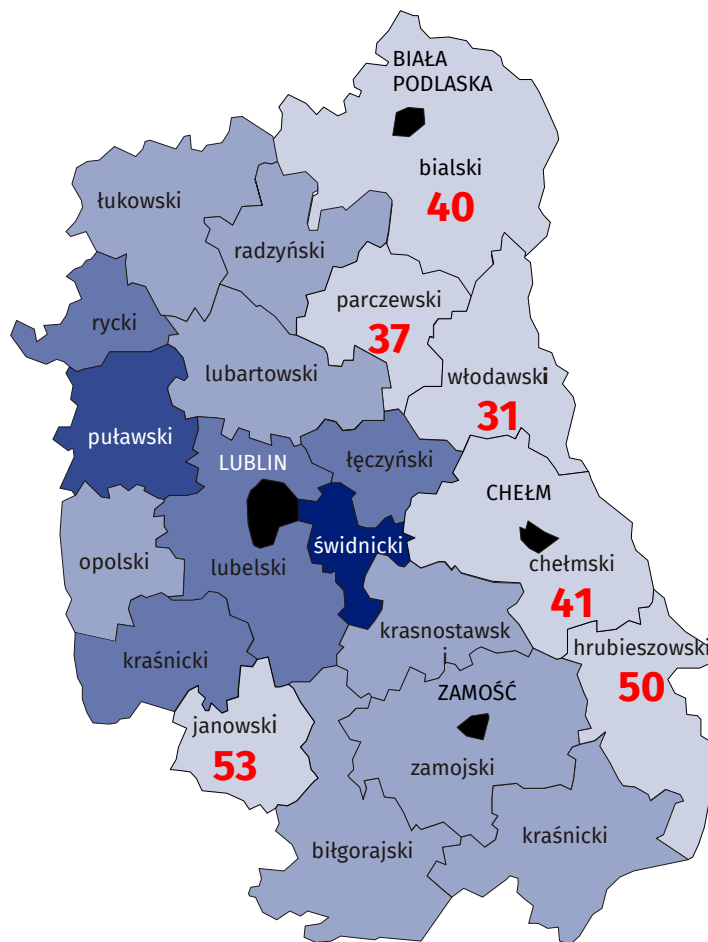 BIAŁA
PODLASKA
bialski
40
łukowski
radzyński
parczewski
37
rycki
lubartowski
włodawski
31
puławski
LUBLIN
łęczyński
CHEŁM
opolski
lubelski
świdnicki
chełmski
41
krasnostawsk
i
kraśnicki
hrubieszowski
50
ZAMOŚĆ
janowski
53
zamojski
biłgorajski
kraśnicki